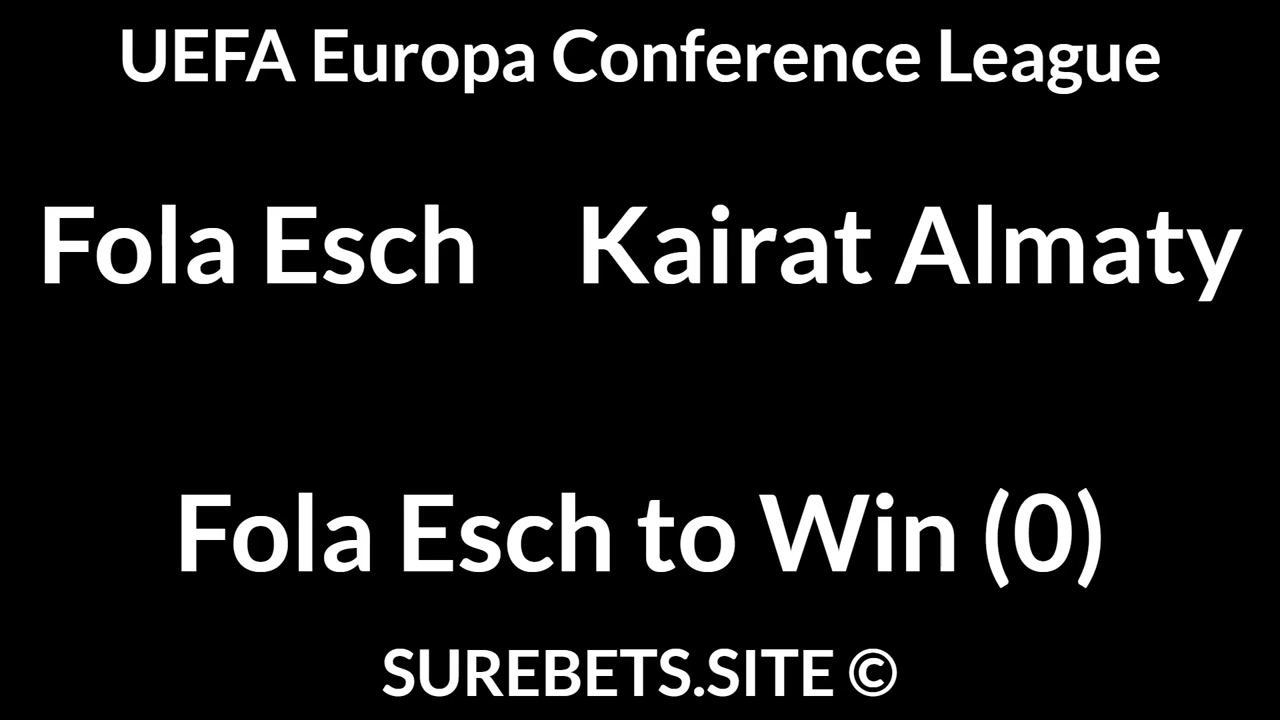 UEFA Europa Conference League
Fola Esch Kairat Almaty
Fola Esch to Win (0)
SUREBETS.SITE ©